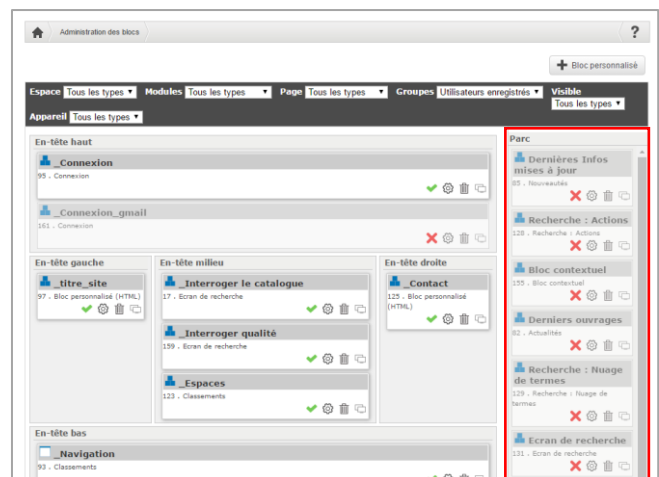 Administration des blocs
?
Bloc personnalisé
Espace Tous les types Modules Tous les types Page Tous les types Groupes Utilisateurs enregistrés Visible
Tous les types
Appareil Tous les types
En-tête haut
_Connexion
95 . Connexion
_Connexion_gmail
161 . Connexion
En-tête gauche
_titre_site
97 . Bloc personnalisé (HTML)
En-tête milieu
_Interroger le catalogue
17 . Ecran de recherche
_Interroger qualité
159 . Ecran de recherche
_Espaces
123 . Classements
En-tête droite
_Contact
125 . Bloc personnalisé
(HTML)
En-tête bas
_Navigation
93 . Classements
Parc
Dernières Infos
mises à jour
85 . Nouveautés
Recherche : Actions
128 . Recherche : Actions
Bloc contextuel
155 . Bloc contextuel
Derniers ouvrages
82 . Actualités
Recherche : Nuage
de termes
129 . Recherche : Nuage de
termes
Ecran de recherche
131 . Ecran de recherche